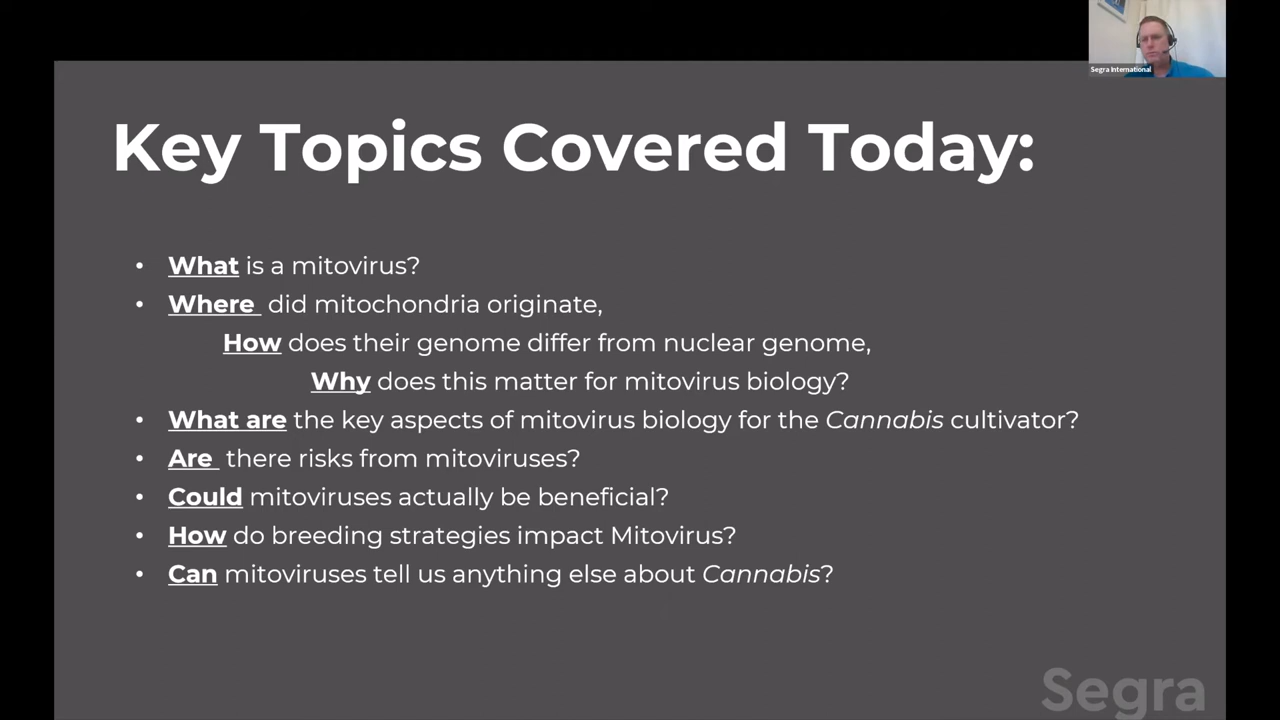 Segra International
Key Topics Covered Today:
• What is a mitovirus?
• Where did mitochondria originate,
How does their genome differ from nuclear genome,
Why does this matter for mitovirus biology?
• What are the key aspects of mitovirus biology for the Cannabis cultivator?
• Are there risks from mitoviruses?
• Could mitoviruses actually be beneficial?
• How do breeding strategies impact Mitovirus?
• Can mitoviruses tell us anything else about Cannabis?
Segra